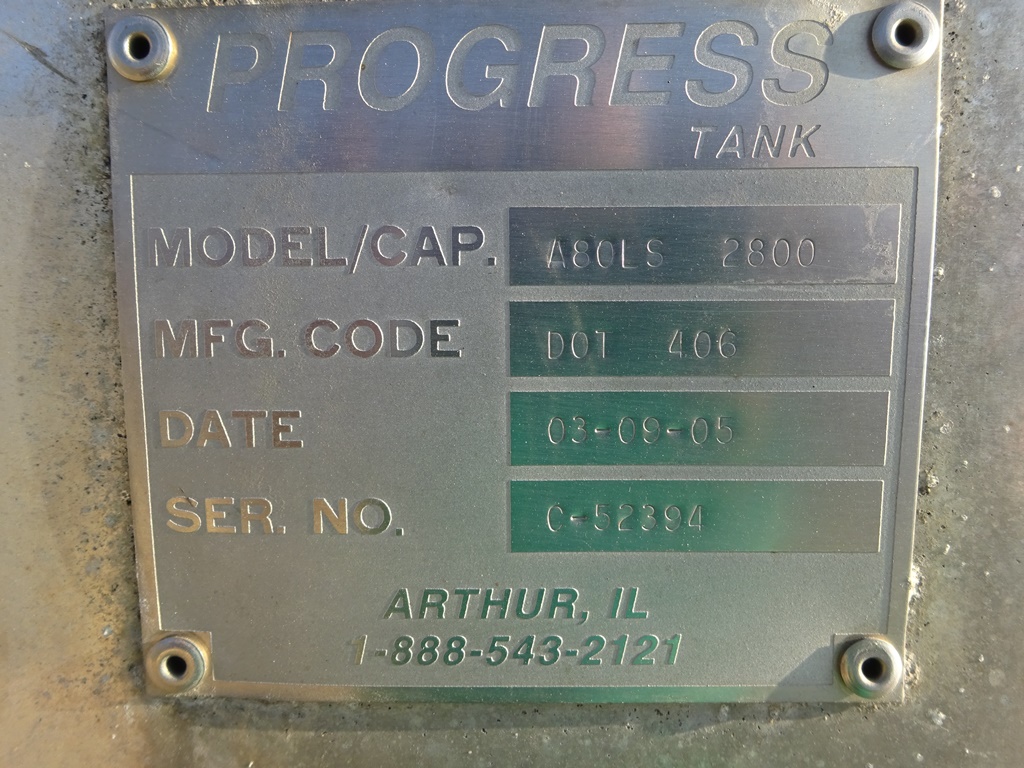 PROGRESS
TANK
MODEL/CAP. A80LS 2800
MFG. CODE DOT 406
DATE 03-09-05
SER. NO. C-52394
ARTHUR, IL
1-888-543-2121